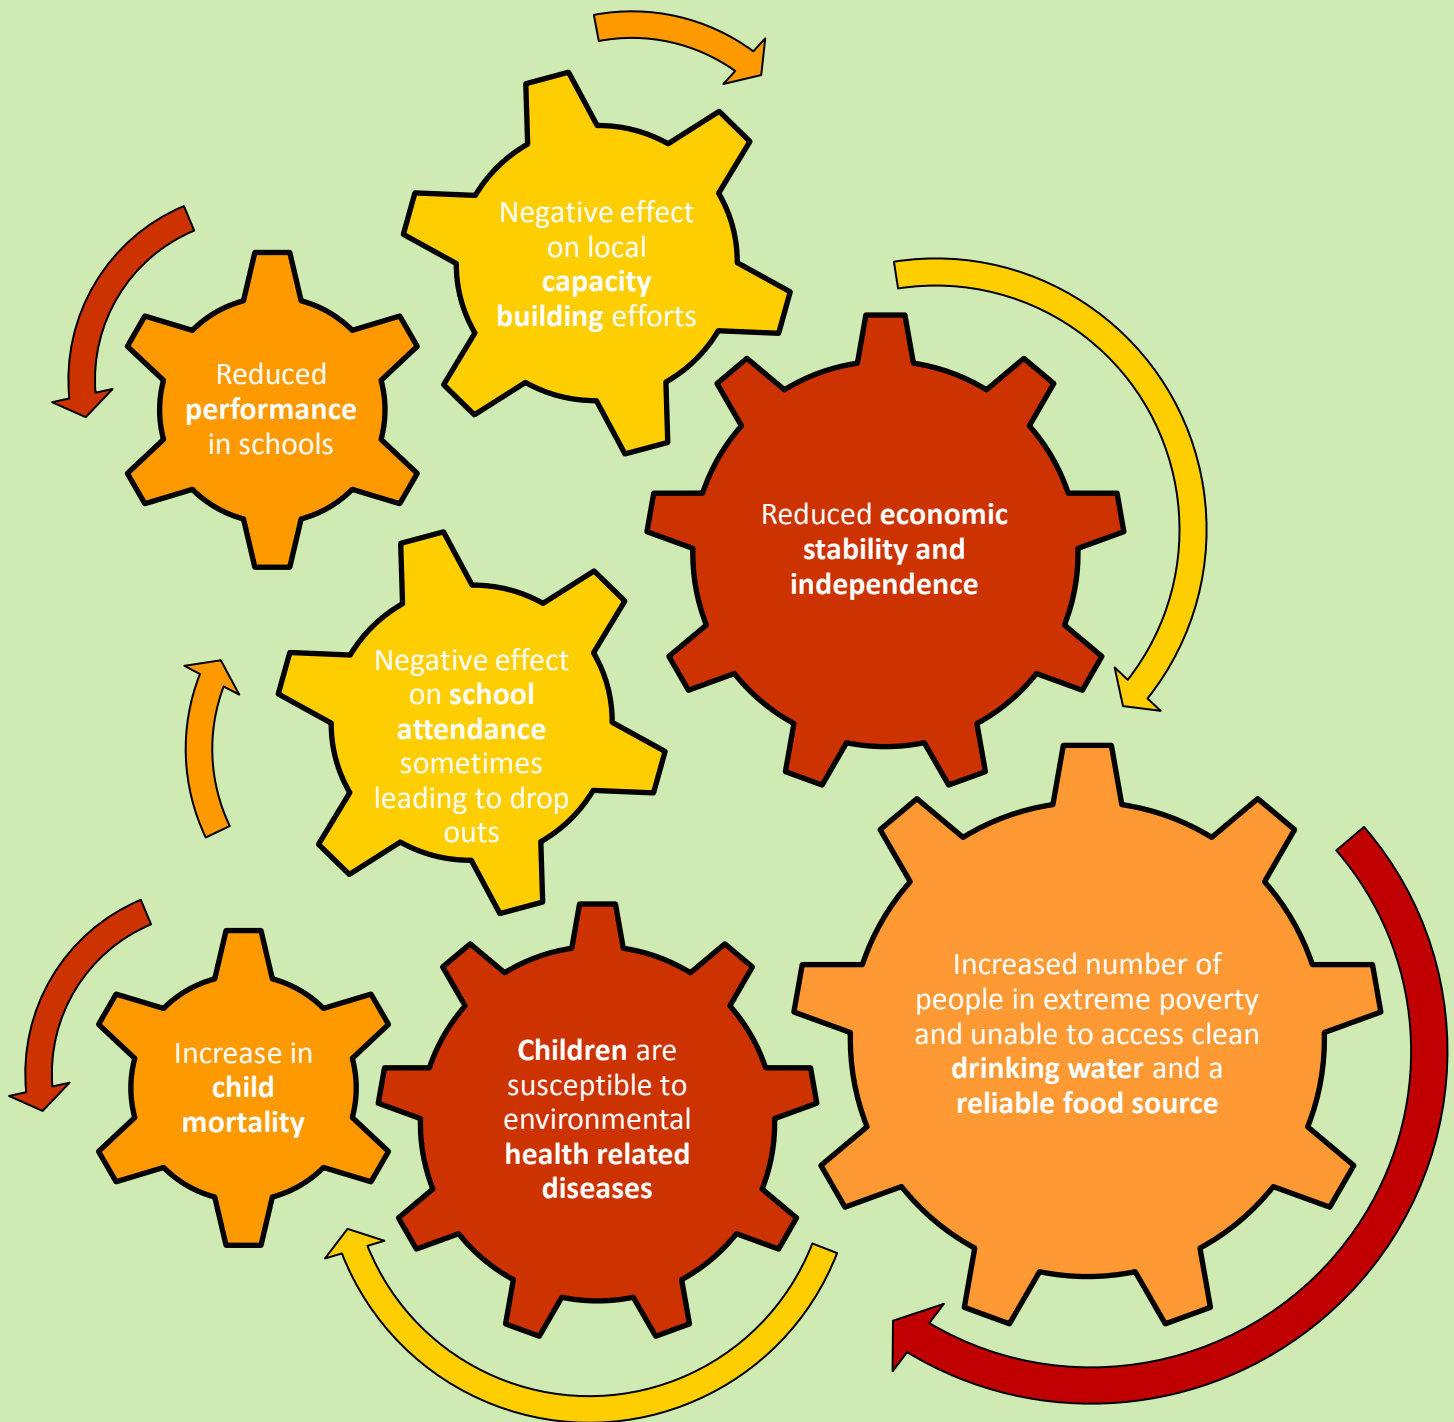 Negative effect
on local
capacity
building efforts
Reduced
performance
in schools
Reduced economic
stability and
independence
Negative effect
on school
attendance
sometimes
leading to drop
outs
Increased number of
people in extreme poverty
and unable to access clean
drinking water and a
reliable food source
Children are
susceptible to
environmental
health related
diseases
Increase in
child
mortality